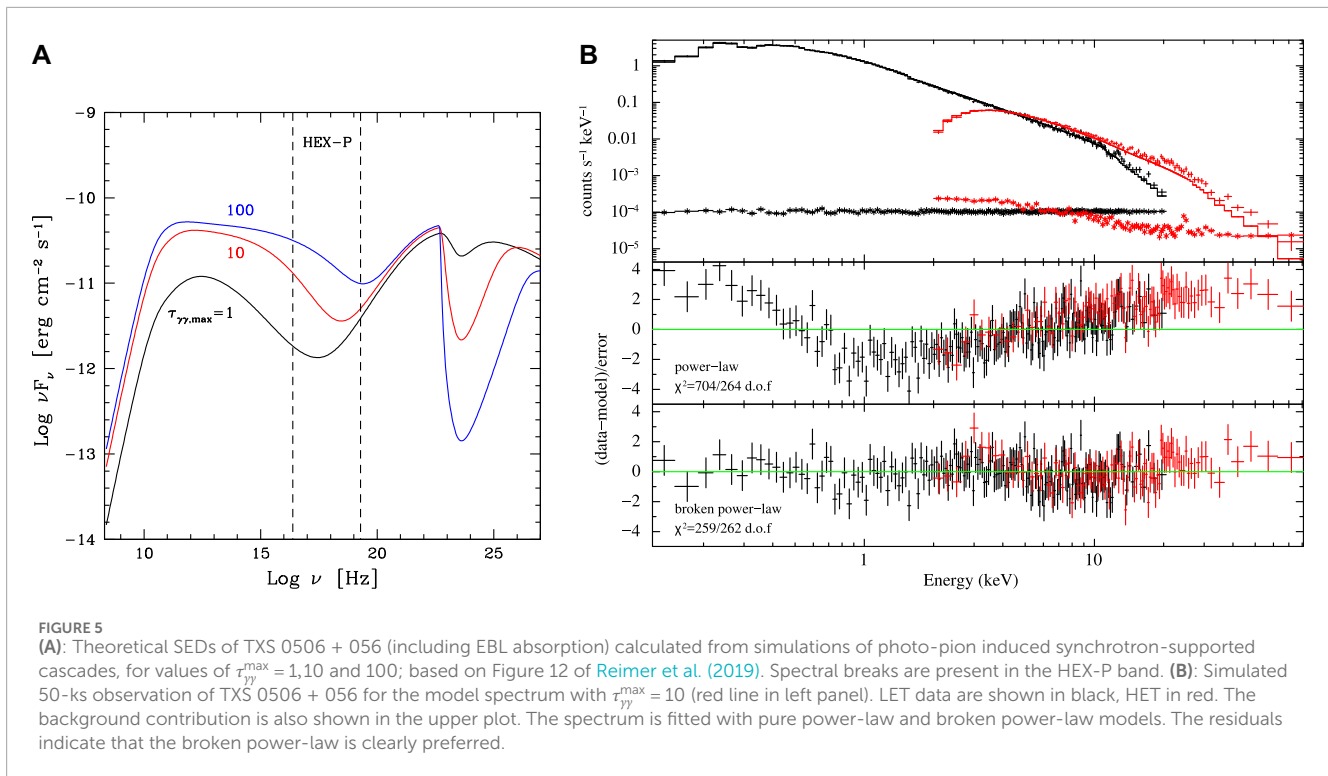 A
-9
-10
-11
-12
-13
-14
Log νFν [erg cm⁻² s⁻¹]
HEX-P
100
10
τγγ,max=1
10
15
20
25
Log ν [Hz]
B
1
0.1
0.01
10⁻³
10⁻⁴
10⁻⁵
counts s⁻¹ keV⁻¹
4
2
0
−2
−4
power−law
χ²=704/264 d.o.f
(data−model)/error
4
2
0
−2
−4
broken power−law
χ²=259/262 d.o.f
1
10
Energy (keV)
FIGURE 5
(A): Theoretical SEDs of TXS 0506 + 056 (including EBL absorption) calculated from simulations of photo-pion induced synchrotron-supported
cascades, for values of τγγ^max = 1,10 and 100; based on Figure 12 of Reimer et al. (2019). Spectral breaks are present in the HEX-P band. (B): Simulated
50-ks observation of TXS 0506 + 056 for the model spectrum with τγγ^max = 10 (red line in left panel). LET data are shown in black, HET in red. The
background contribution is also shown in the upper plot. The spectrum is fitted with pure power-law and broken power-law models. The residuals
indicate that the broken power-law is clearly preferred.